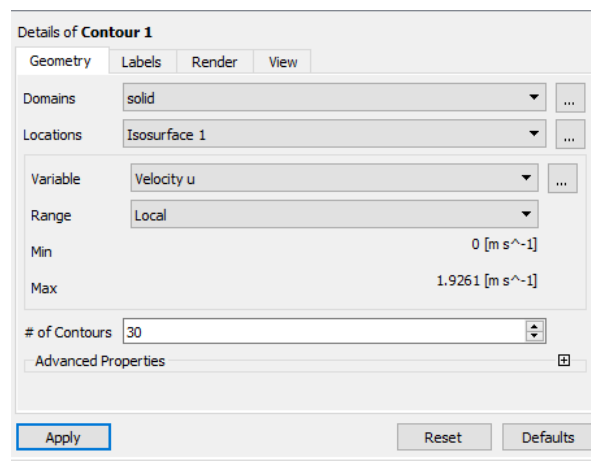 Details of Contour 1
Geometry Labels Render View
Domains solid ...
Locations Isosurface 1 ...
Variable Velocity u ...
Range Local
Min 0 [m s^-1]
Max 1.9261 [m s^-1]
# of Contours 30
Advanced Properties
Apply Reset Defaults